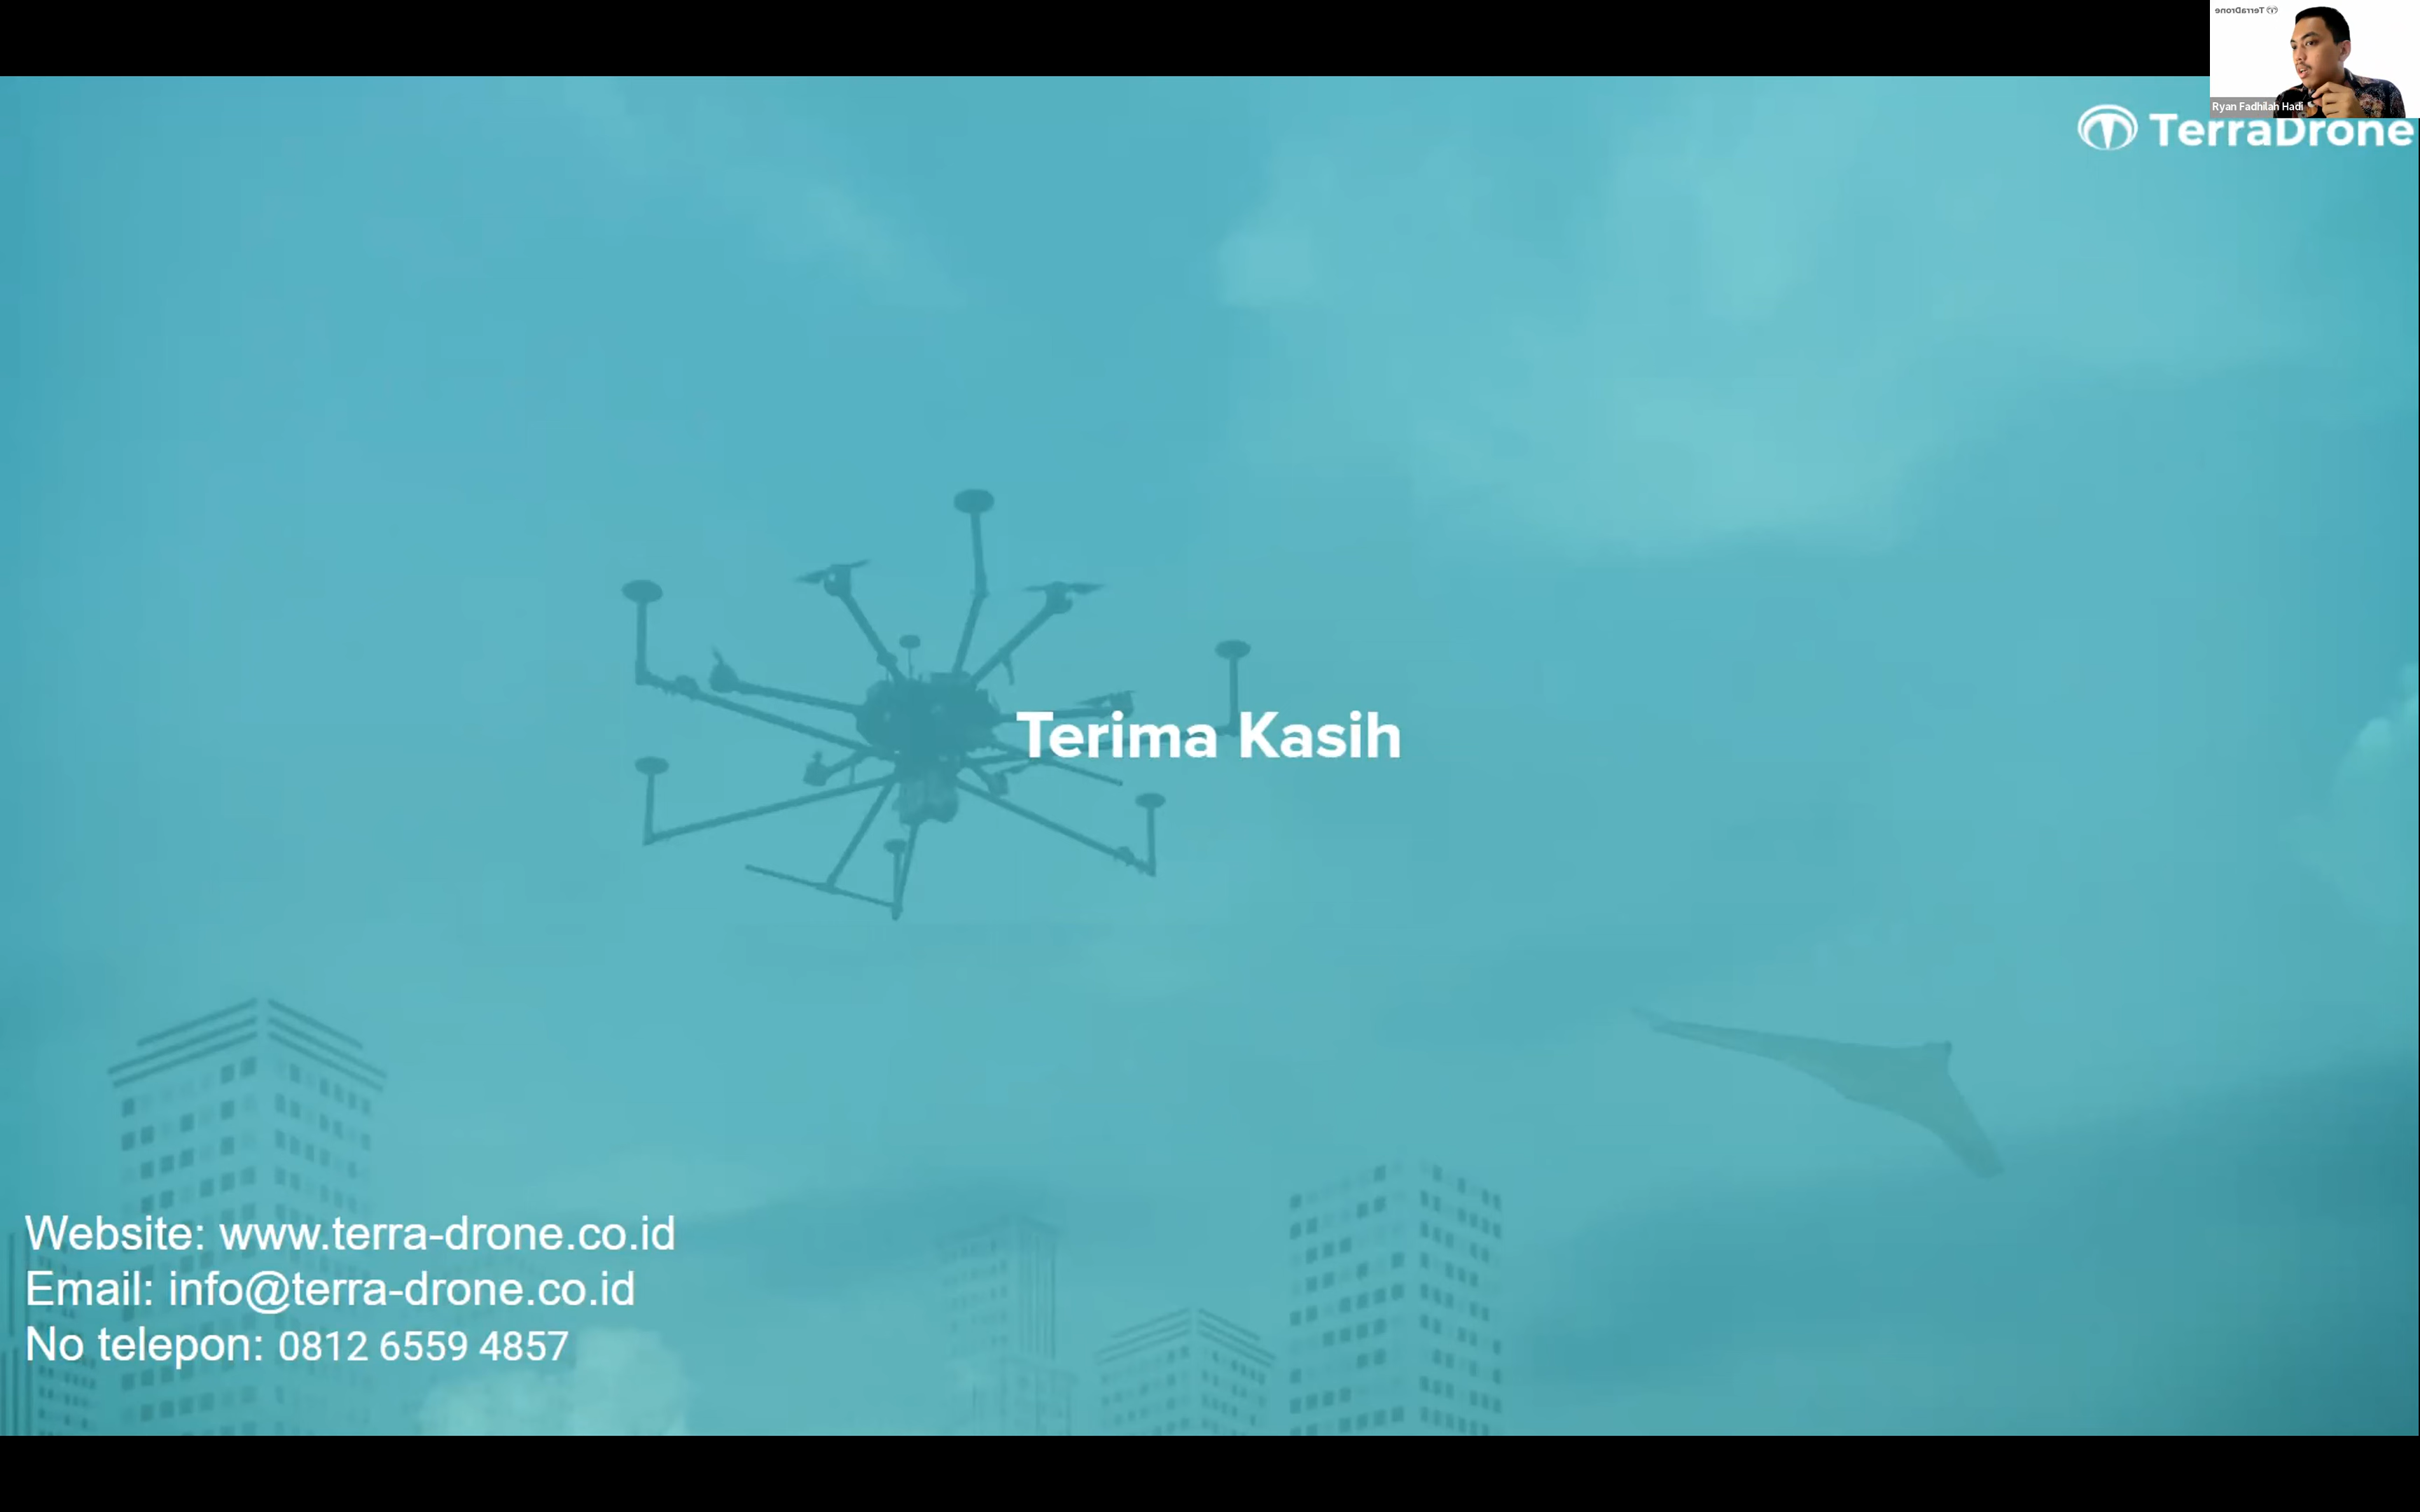 TerraDrone
Ryan Fadhilah Hadi
TerraDrone
Terima Kasih
Website: www.terra-drone.co.id
Email: info@terra-drone.co.id
No telepon: 0812 6559 4857